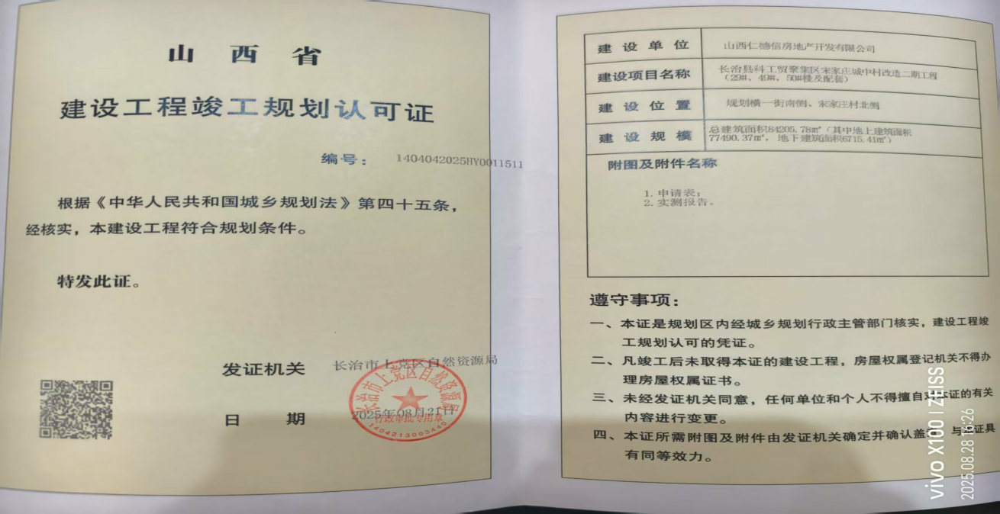 山西省
建设工程竣工规划认可证
编号： 1404042025HY0011511
根据《中华人民共和国城乡规划法》第四十五条，
经核实，本建设工程符合规划条件。
特发此证。
发证机关 长治市上党区自然资源局
日期 2025年08月21日
长治市上党区自然资源局
行政审批专用章
1404213003440
建设单位 山西仁德信房地产开发有限公司
建设项目名称 长治县科工贸聚集区宋家庄城中村改造二期工程
（29#、49#、50#楼及配套）
建设位置 规划横一街南侧、宋家庄村北侧
建设规模 总建筑面积84205.78㎡（其中地上建筑面积
77490.37㎡，地下建筑面积6715.41㎡）
附图及附件名称
1. 申请表；
2. 实测报告。
遵守事项：
一、本证是规划区内经城乡规划行政主管部门核实，建设工程竣
工规划认可的凭证。
二、凡竣工后未取得本证的建设工程，房屋权属登记机关不得办
理房屋权属证书。
三、未经发证机关同意，任何单位和个人不得擅自对本证的有关
内容进行变更。
四、本证所需附图及附件由发证机关确定并确认盖章，与本证具
有同等效力。
vivo X100 | ZEISS
2025.08.28 16:26